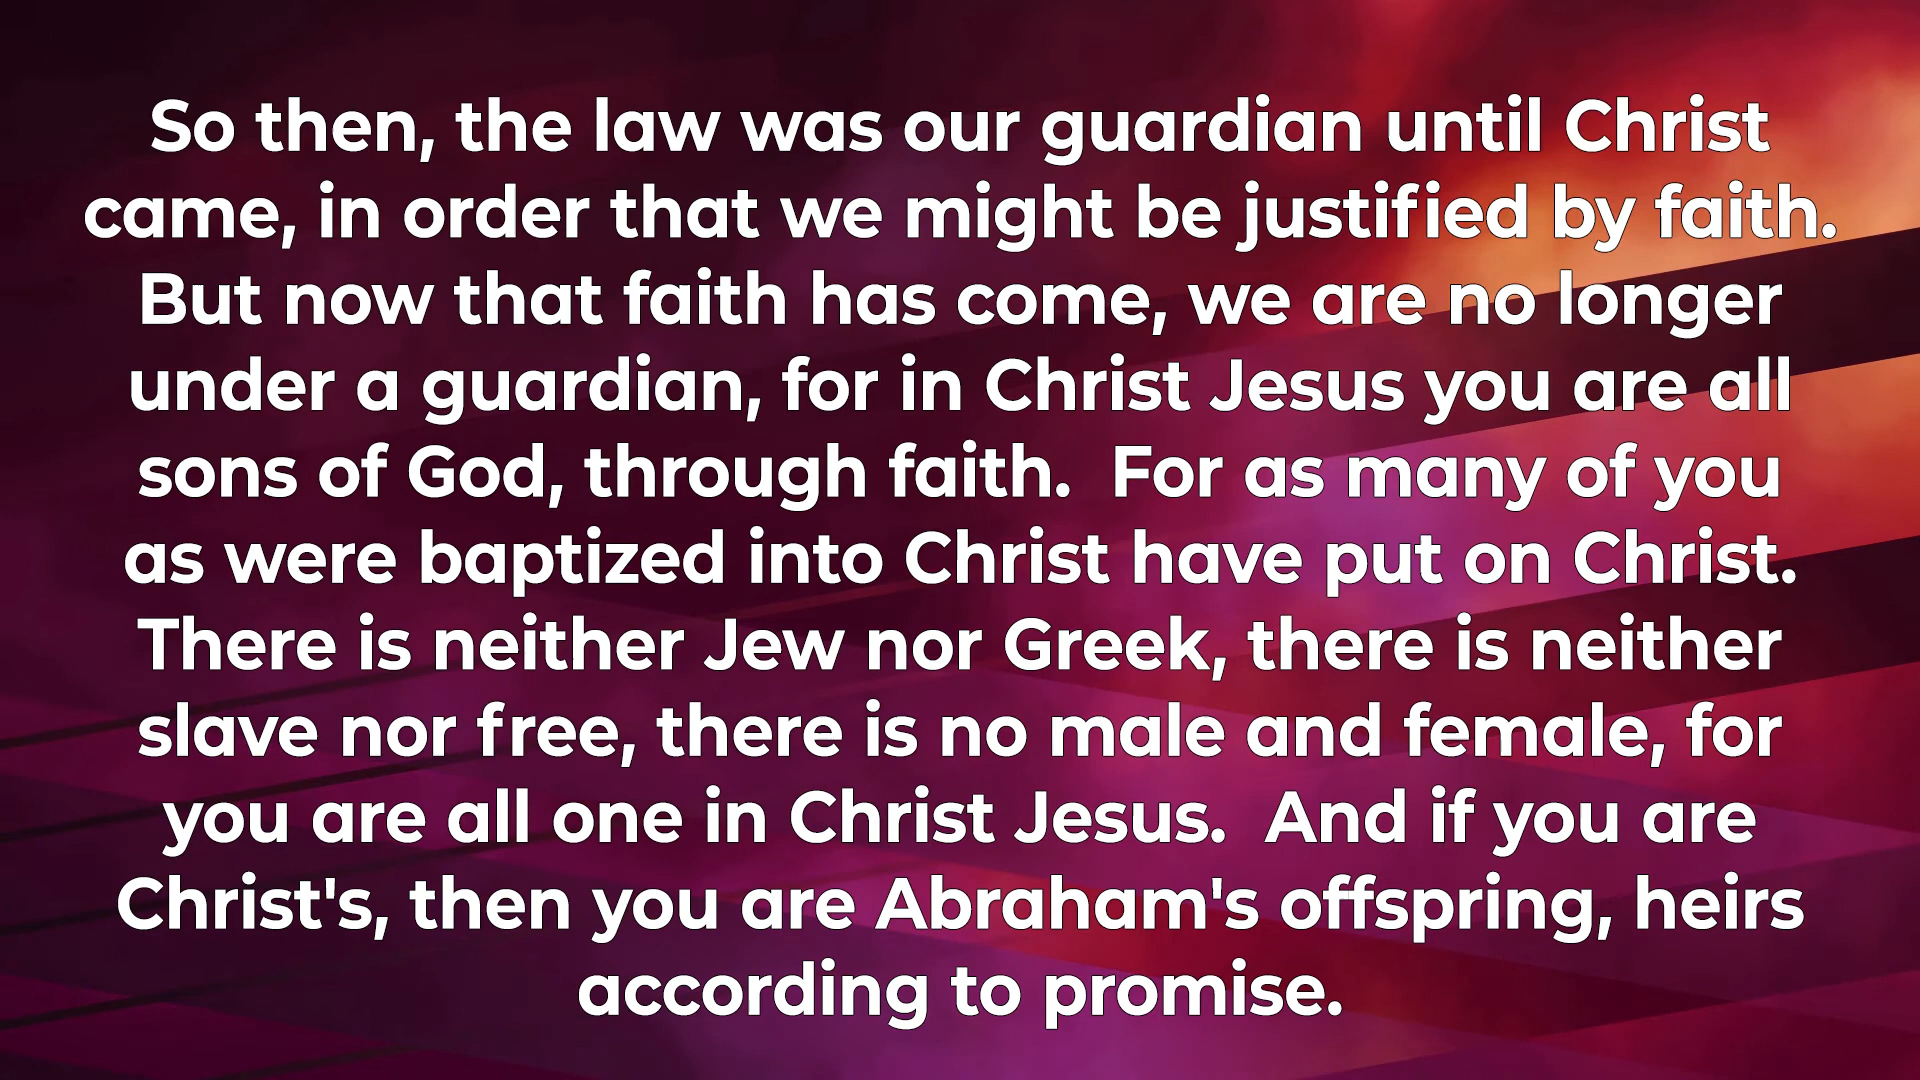 So then, the law was our guardian until Christ
came, in order that we might be justified by faith.
But now that faith has come, we are no longer
under a guardian, for in Christ Jesus you are all
sons of God, through faith.  For as many of you
as were baptized into Christ have put on Christ.
There is neither Jew nor Greek, there is neither
slave nor free, there is no male and female, for
you are all one in Christ Jesus.  And if you are
Christ's, then you are Abraham's offspring, heirs
according to promise.